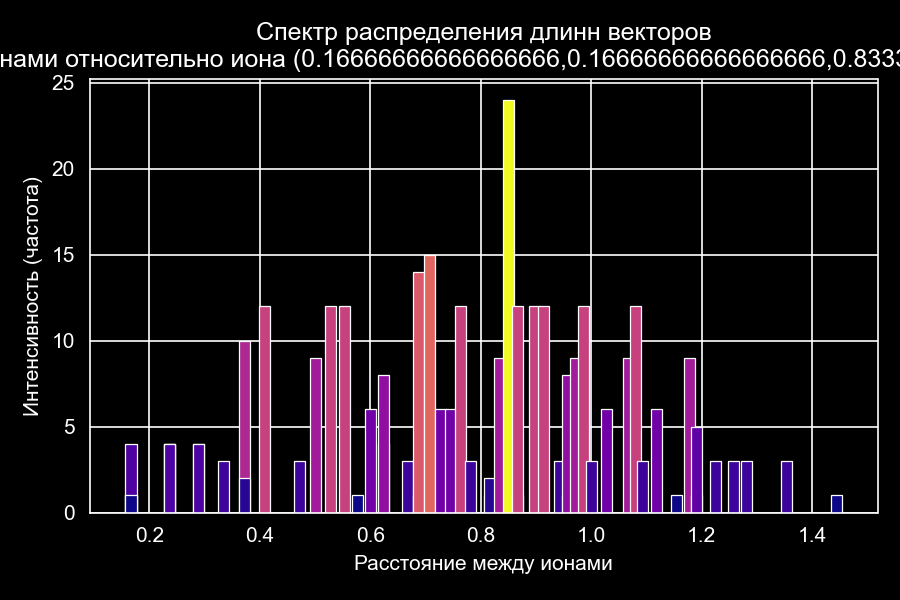 Спектр распределения длинн векторов
нами относительно иона (0.16666666666666666,0.16666666666666666,0.833
25
20
15
10
5
0
Интенсивность (частота)
0.2 0.4 0.6 0.8 1.0 1.2 1.4
Расстояние между ионами